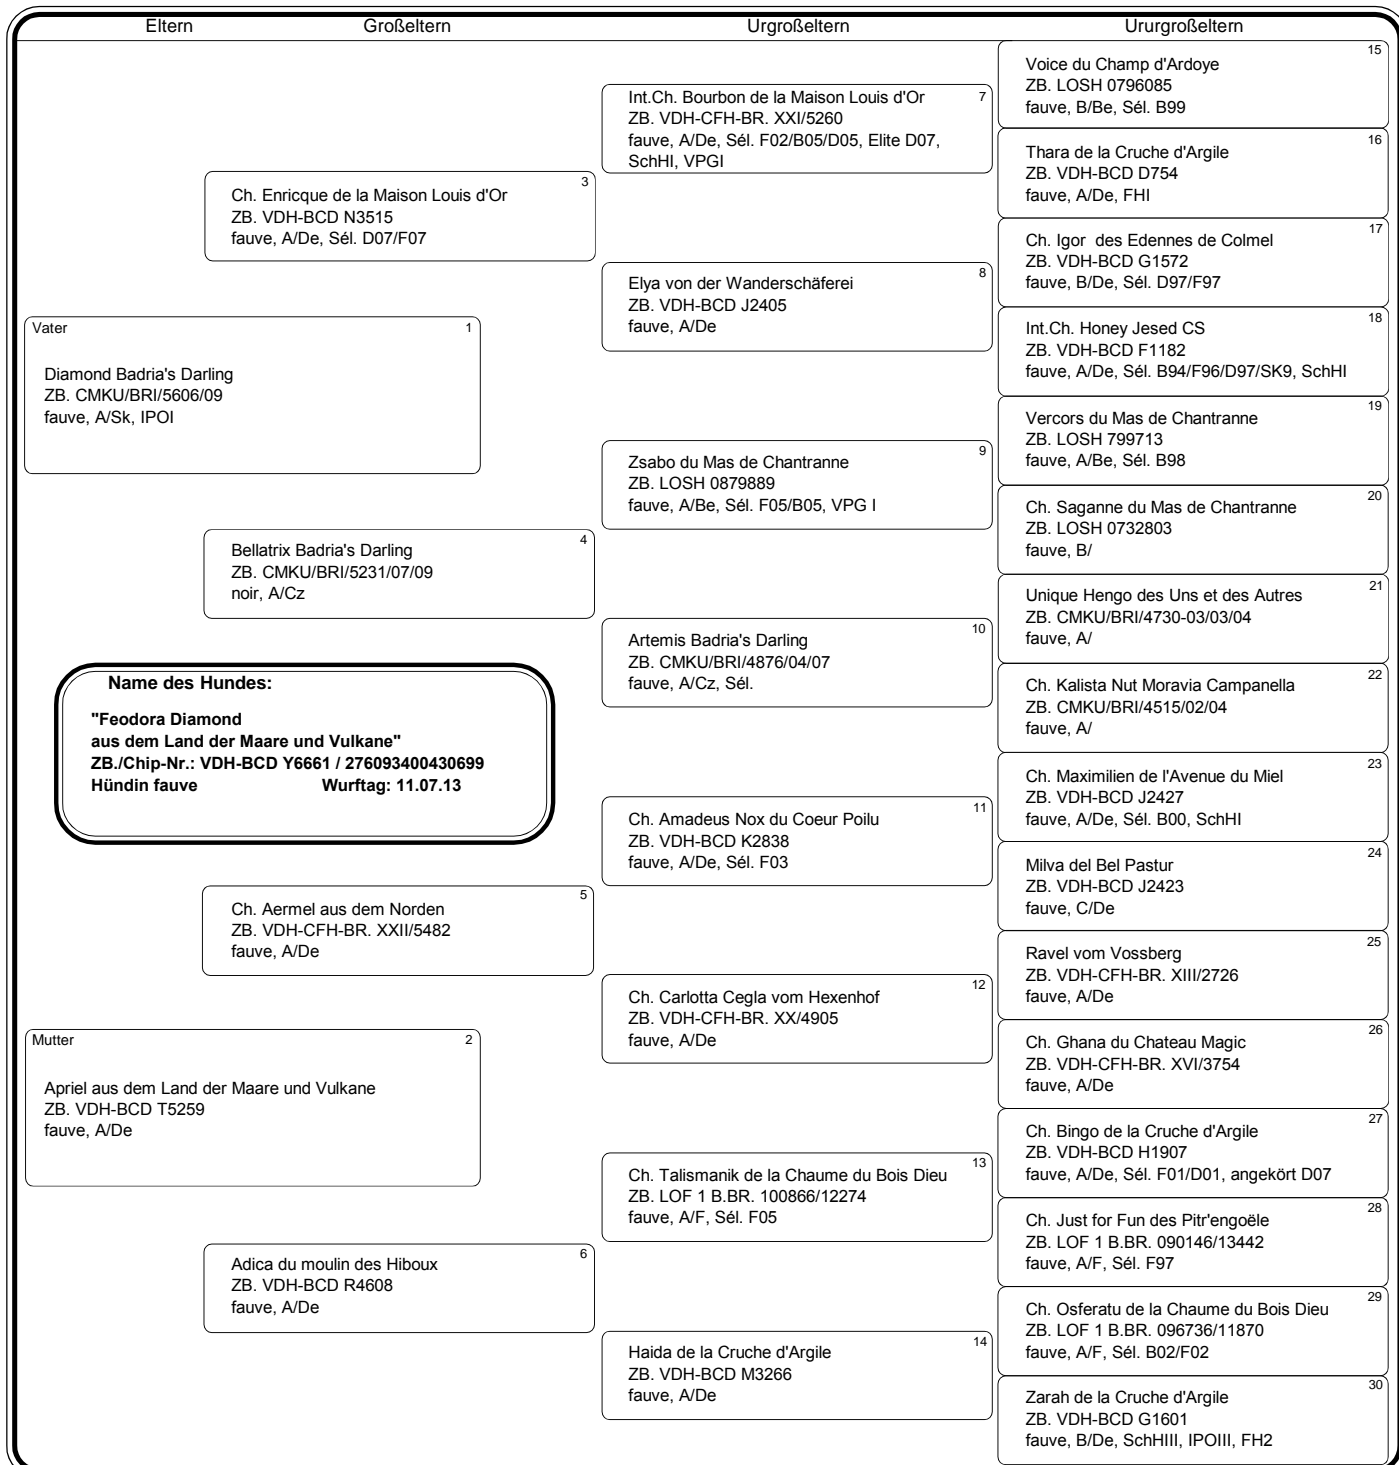 Eltern Großeltern Urgroßeltern Ururgroßeltern
Vater 1
Diamond Badria's Darling
ZB. CMKU/BRI/5606/09
fauve, A/Sk, IPOI
Mutter 2
Apriel aus dem Land der Maare und Vulkane
ZB. VDH-BCD T5259
fauve, A/De
Name des Hundes:
"Feodora Diamond
aus dem Land der Maare und Vulkane"
ZB./Chip-Nr.: VDH-BCD Y6661 / 276093400430699
Hündin fauve Wurftag: 11.07.13
3
Ch. Enricque de la Maison Louis d'Or
ZB. VDH-BCD N3515
fauve, A/De, Sél. D07/F07
4
Bellatrix Badria's Darling
ZB. CMKU/BRI/5231/07/09
noir, A/Cz
5
Ch. Aermel aus dem Norden
ZB. VDH-CFH-BR. XXII/5482
fauve, A/De
6
Adica du moulin des Hiboux
ZB. VDH-BCD R4608
fauve, A/De
7
Int.Ch. Bourbon de la Maison Louis d'Or
ZB. VDH-CFH-BR. XXI/5260
fauve, A/De, Sél. F02/B05/D05, Elite D07,
SchHI, VPGI
8
Elya von der Wanderschäferei
ZB. VDH-BCD J2405
fauve, A/De
9
Zsabo du Mas de Chantranne
ZB. LOSH 0879889
fauve, A/Be, Sél. F05/B05, VPG I
10
Artemis Badria's Darling
ZB. CMKU/BRI/4876/04/07
fauve, A/Cz, Sél.
11
Ch. Amadeus Nox du Coeur Poilu
ZB. VDH-BCD K2838
fauve, A/De, Sél. F03
12
Ch. Carlotta Cegla vom Hexenhof
ZB. VDH-CFH-BR. XX/4905
fauve, A/De
13
Ch. Talismanik de la Chaume du Bois Dieu
ZB. LOF 1 B.BR. 100866/12274
fauve, A/F, Sél. F05
14
Haida de la Cruche d'Argile
ZB. VDH-BCD M3266
fauve, A/De
15
Voice du Champ d'Ardoye
ZB. LOSH 0796085
fauve, B/Be, Sél. B99
16
Thara de la Cruche d'Argile
ZB. VDH-BCD D754
fauve, A/De, FHI
17
Ch. Igor des Edennes de Colmel
ZB. VDH-BCD G1572
fauve, B/De, Sél. D97/F97
18
Int.Ch. Honey Jesed CS
ZB. VDH-BCD F1182
fauve, A/De, Sél. B94/F96/D97/SK9, SchHI
19
Vercors du Mas de Chantranne
ZB. LOSH 799713
fauve, A/Be, Sél. B98
20
Ch. Saganne du Mas de Chantranne
ZB. LOSH 0732803
fauve, B/
21
Unique Hengo des Uns et des Autres
ZB. CMKU/BRI/4730-03/03/04
fauve, A/
22
Ch. Kalista Nut Moravia Campanella
ZB. CMKU/BRI/4515/02/04
fauve, A/
23
Ch. Maximilien de l'Avenue du Miel
ZB. VDH-BCD J2427
fauve, A/De, Sél. B00, SchHI
24
Milva del Bel Pastur
ZB. VDH-BCD J2423
fauve, C/De
25
Ravel vom Vossberg
ZB. VDH-CFH-BR. XIII/2726
fauve, A/De
26
Ch. Ghana du Chateau Magic
ZB. VDH-CFH-BR. XVI/3754
fauve, A/De
27
Ch. Bingo de la Cruche d'Argile
ZB. VDH-BCD H1907
fauve, A/De, Sél. F01/D01, angekört D07
28
Ch. Just for Fun des Pitr'engoële
ZB. LOF 1 B.BR. 090146/13442
fauve, A/F, Sél. F97
29
Ch. Osferatu de la Chaume du Bois Dieu
ZB. LOF 1 B.BR. 096736/11870
fauve, A/F, Sél. B02/F02
30
Zarah de la Cruche d'Argile
ZB. VDH-BCD G1601
fauve, B/De, SchHIII, IPOIII, FH2